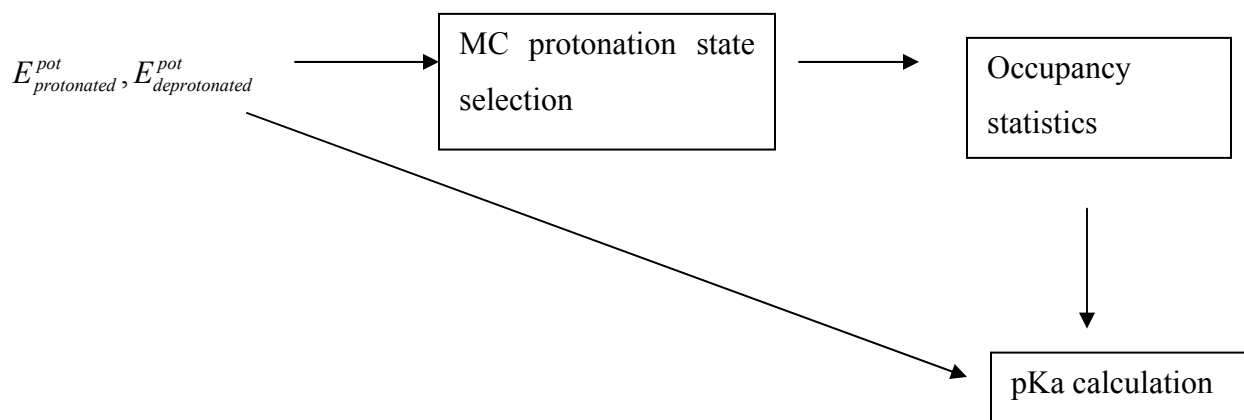 E^{pot}_{protonated}, E^{pot}_{deprotonated}
MC protonation state
selection
Occupancy
statistics
pKa calculation